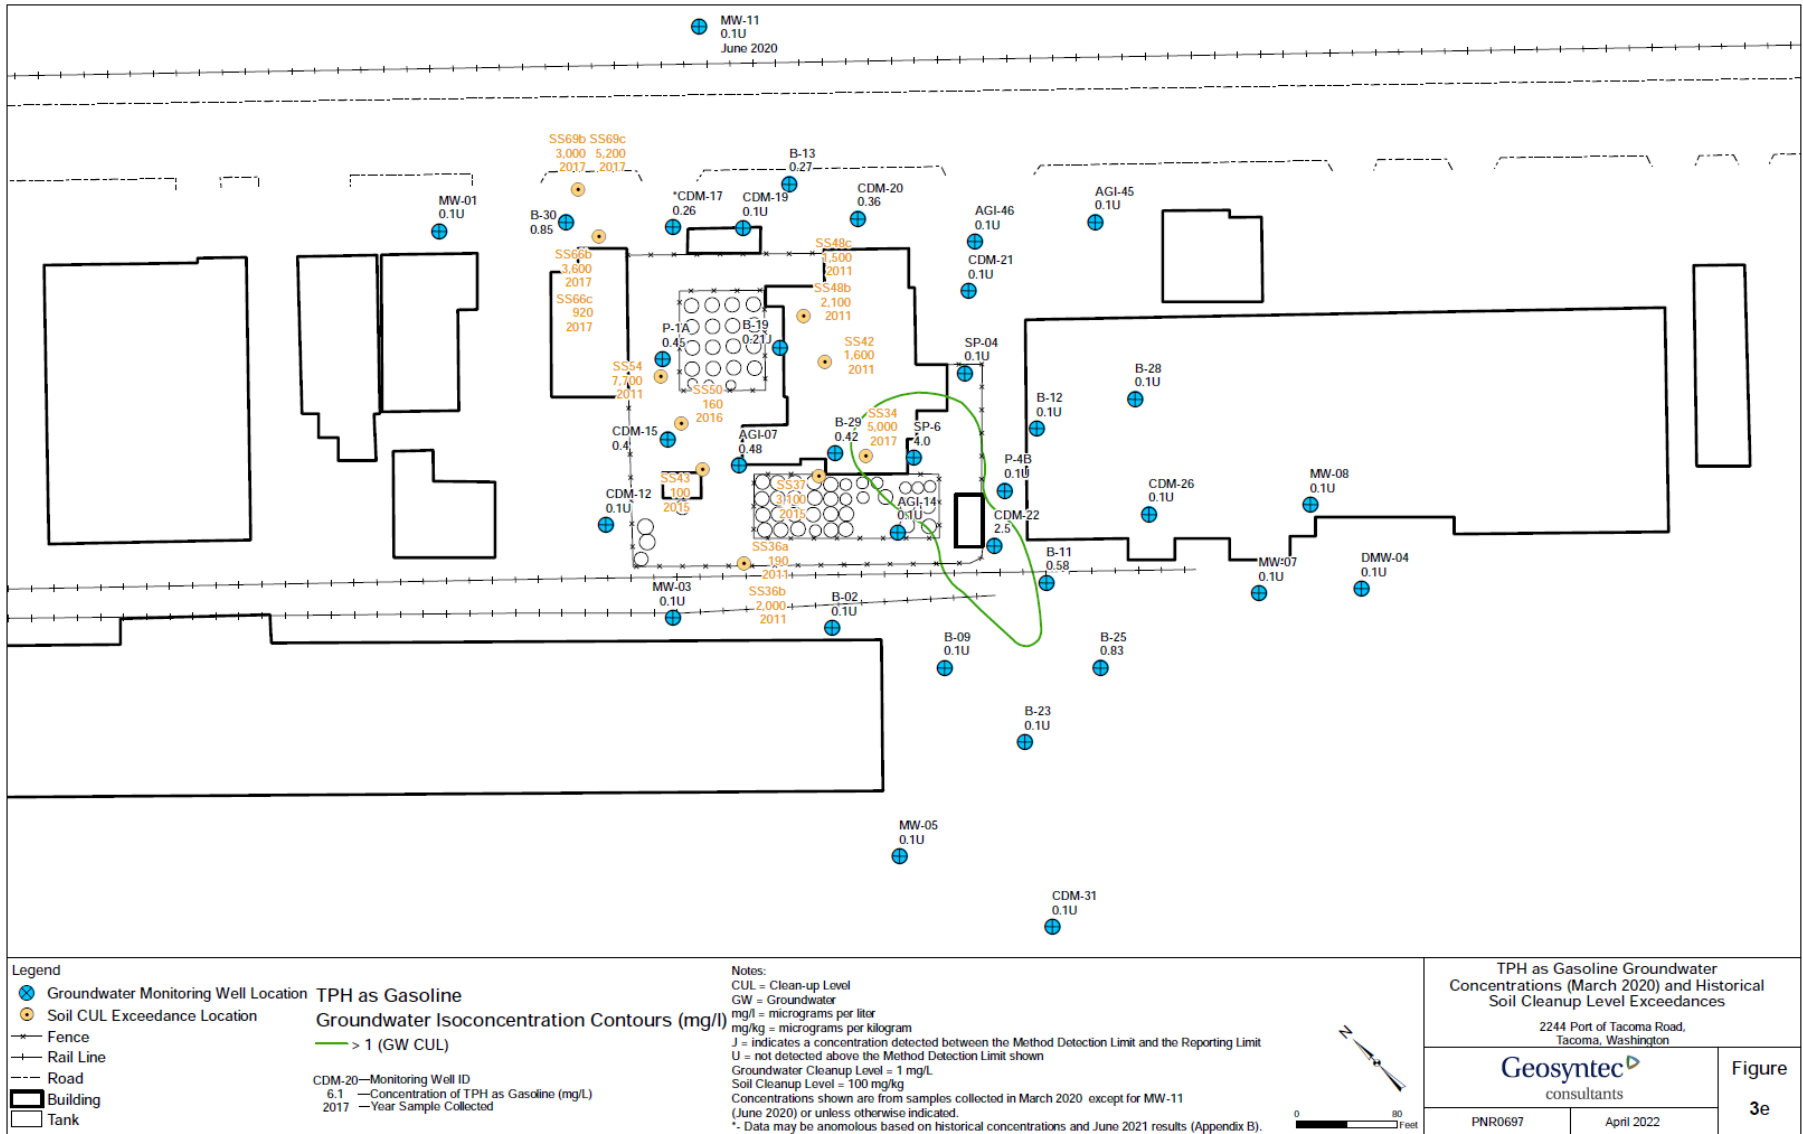 MW-11
0.1U
June 2020
SS69b SS69c
3,000 5,200
2017 2017
B-13
0.27
MW-01
0.1U
B-30
0.85
*CDM-17
0.26
CDM-19
0.1U
CDM-20
0.36
AGI-46
0.1U
AGI-45
0.1U
SS66b
3,600
2017
SS66c
920
2017
SS48c
1,500
2011
SS48b
2,100
2011
CDM-21
0.1U
P-1A
0.45
B-19
0.21J
SS42
1,600
2011
SP-04
0.1U
SS54
7,700
2011
SS50
160
2016
B-28
0.1U
B-12
0.1U
CDM-15
0.4
AGI-07
0.48
B-29
0.42
SS34
5,000
2017
SP-6
4.0
P-4B
0.1U
SS43
100
2015
SS37
3,100
2015
CDM-12
0.1U
AGI-14
0.1U
CDM-22
2.5
CDM-26
0.1U
MW-08
0.1U
SS36a
190
2011
B-11
0.58
MW-07
0.1U
DMW-04
0.1U
MW-03
0.1U
SS36b
2,000
2011
B-02
0.1U
B-09
0.1U
B-25
0.83
B-23
0.1U
MW-05
0.1U
CDM-31
0.1U
Legend
Groundwater Monitoring Well Location
Soil CUL Exceedance Location
Fence
Rail Line
Road
Building
Tank
TPH as Gasoline
Groundwater Isoconcentration Contours (mg/l)
> 1 (GW CUL)
CDM-20—Monitoring Well ID
6.1 —Concentration of TPH as Gasoline (mg/L)
2017 —Year Sample Collected
Notes:
CUL = Clean-up Level
GW = Groundwater
mg/l = micrograms per liter
mg/kg = micrograms per kilogram
J = indicates a concentration detected between the Method Detection Limit and the Reporting Limit
U = not detected above the Method Detection Limit shown
Groundwater Cleanup Level = 1 mg/L
Soil Cleanup Level = 100 mg/kg
Concentrations shown are from samples collected in March 2020 except for MW-11
(June 2020) or unless otherwise indicated.
*- Data may be anomolous based on historical concentrations and June 2021 results (Appendix B).
N
0 80
Feet
TPH as Gasoline Groundwater
Concentrations (March 2020) and Historical
Soil Cleanup Level Exceedances
2244 Port of Tacoma Road,
Tacoma, Washington
Geosyntec
consultants
PNR0697
April 2022
Figure
3e